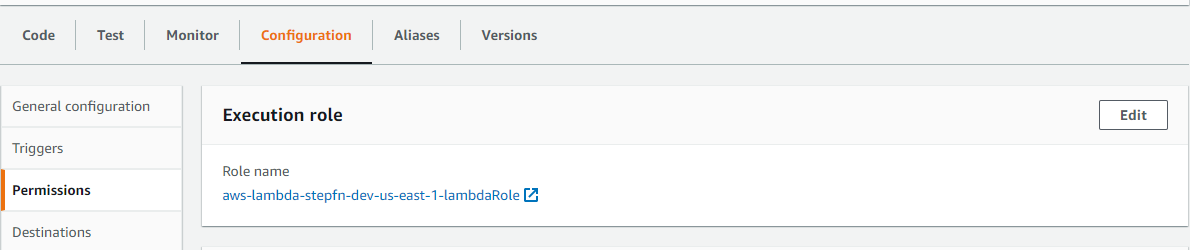 Code Test Monitor Configuration Aliases Versions
General configuration
Triggers
Permissions
Destinations
Execution role
Edit
Role name
aws-lambda-stepfn-dev-us-east-1-lambdaRole